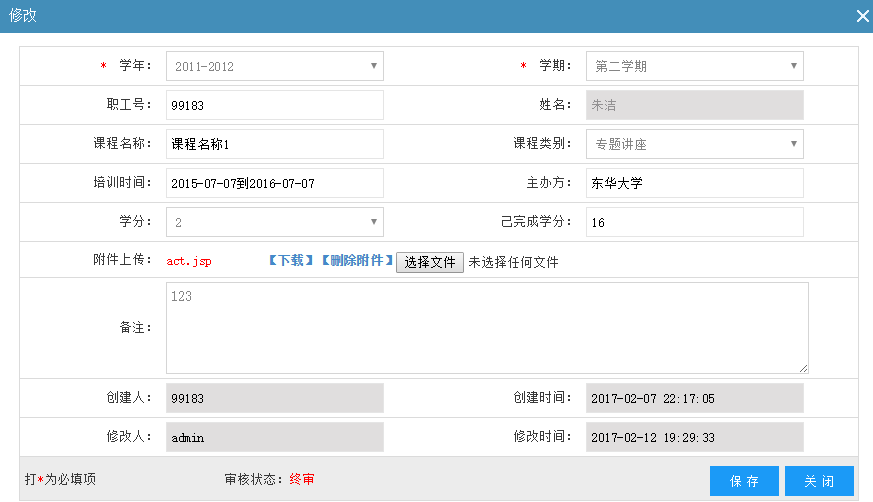 修改
* 学年： 2011-2012 * 学期： 第二学期
职工号： 99183 姓名： 朱洁
课程名称： 课程名称1 课程类别： 专题讲座
培训时间： 2015-07-07到2016-07-07 主办方： 东华大学
学分： 2 己完成学分： 16
附件上传： act.jsp 【下载】【删除附件】 选择文件 未选择任何文件
备注： 123
创建人： 99183 创建时间： 2017-02-07 22:17:05
修改人： admin 修改时间： 2017-02-12 19:29:33
打*为必填项 审核状态：终审 保存 关闭